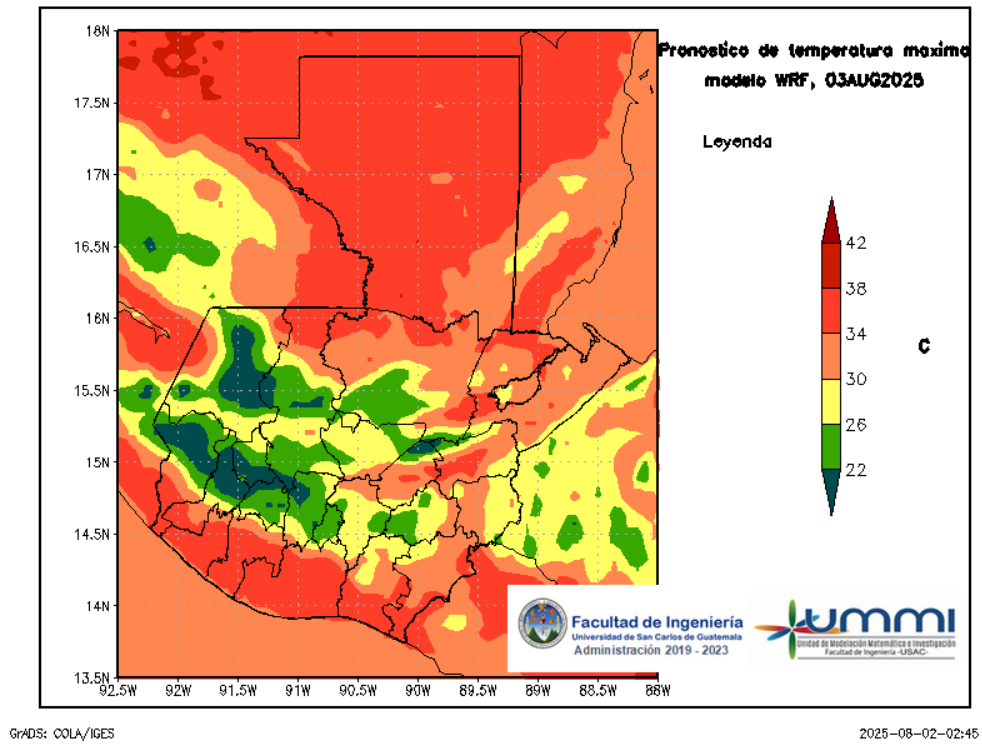 Pronostico de temperatura maxima
modelo WRF, 03AUG2025
Leyenda
18N
17.5N
17N
16.5N
16N
15.5N
15N
14.5N
14N
13.5N
92.5W
92W
91.5W
91W
90.5W
90W
89.5W
89W
88.5W
88W
42
38
34
30
26
22
C
Facultad de Ingeniería
Universidad de San Carlos de Guatemala
Administración 2019 - 2023
ummi
Unidad de Modelación Matemática e Investigación
Facultad de Ingeniería -USAC-
GrADS: COLA/IGES
2025-08-02-02:45